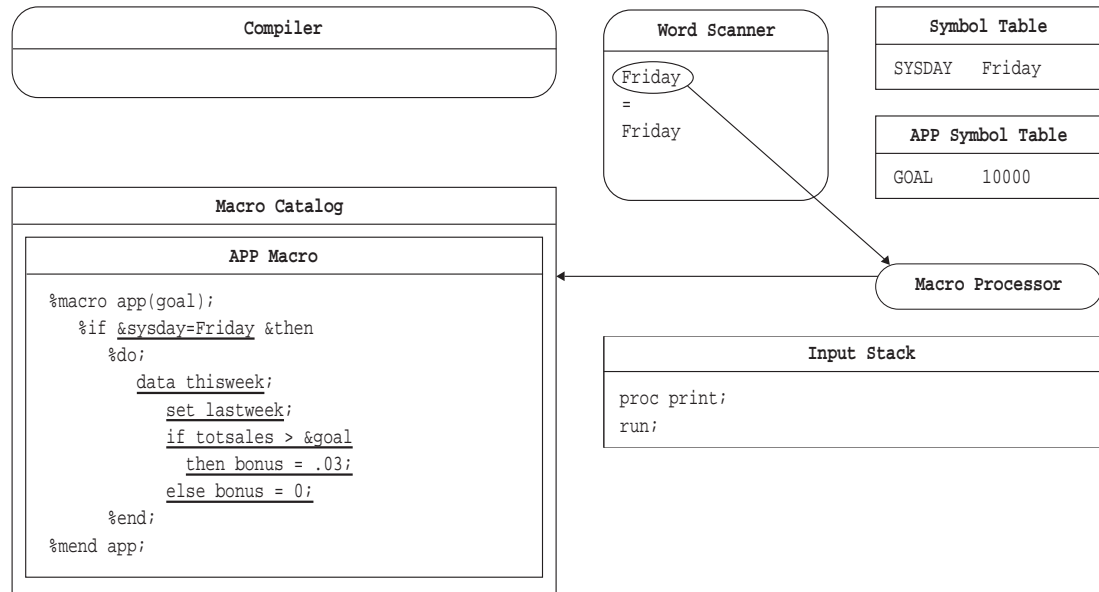 Compiler
Word Scanner
Friday
=
Friday
Symbol Table
SYSDAY Friday
APP Symbol Table
GOAL 10000
Macro Catalog
APP Macro
%macro app(goal);
%if &sysday=Friday &then
%do;
data thisweek;
set lastweek;
if totsales > &goal
then bonus = .03;
else bonus = 0;
%end;
%mend app;
Macro Processor
Input Stack
proc print;
run;